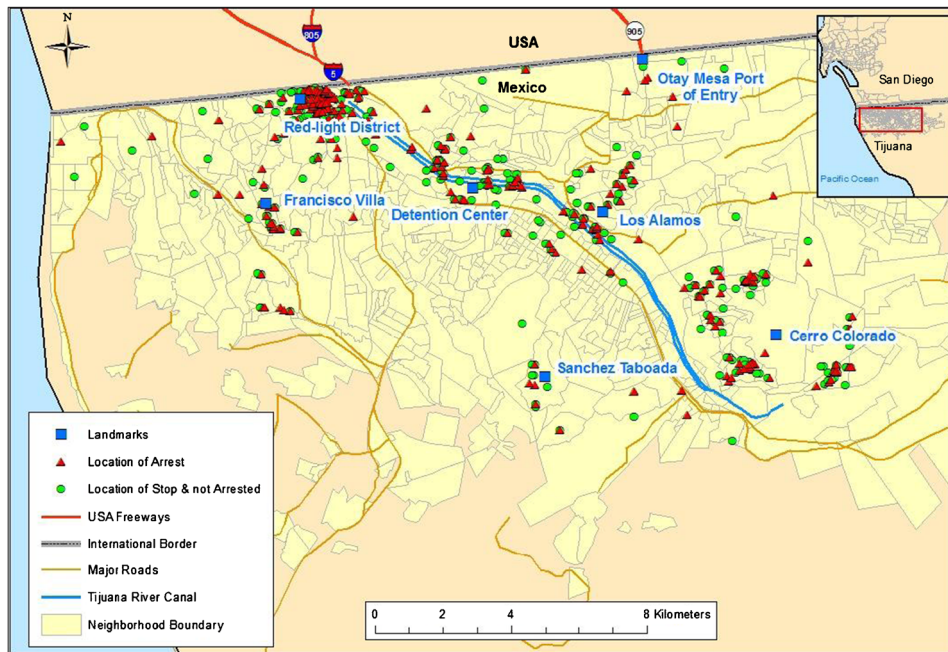 N
805
5
905
USA
Mexico
Otay Mesa Port
of Entry
San Diego
Tijuana
Pacific Ocean
Red-light District
Francisco Villa
Detention Center
Los Alamos
Cerro Colorado
Sanchez Taboada
Landmarks
Location of Arrest
Location of Stop & not Arrested
USA Freeways
International Border
Major Roads
Tijuana River Canal
Neighborhood Boundary
0 2 4 8 Kilometers